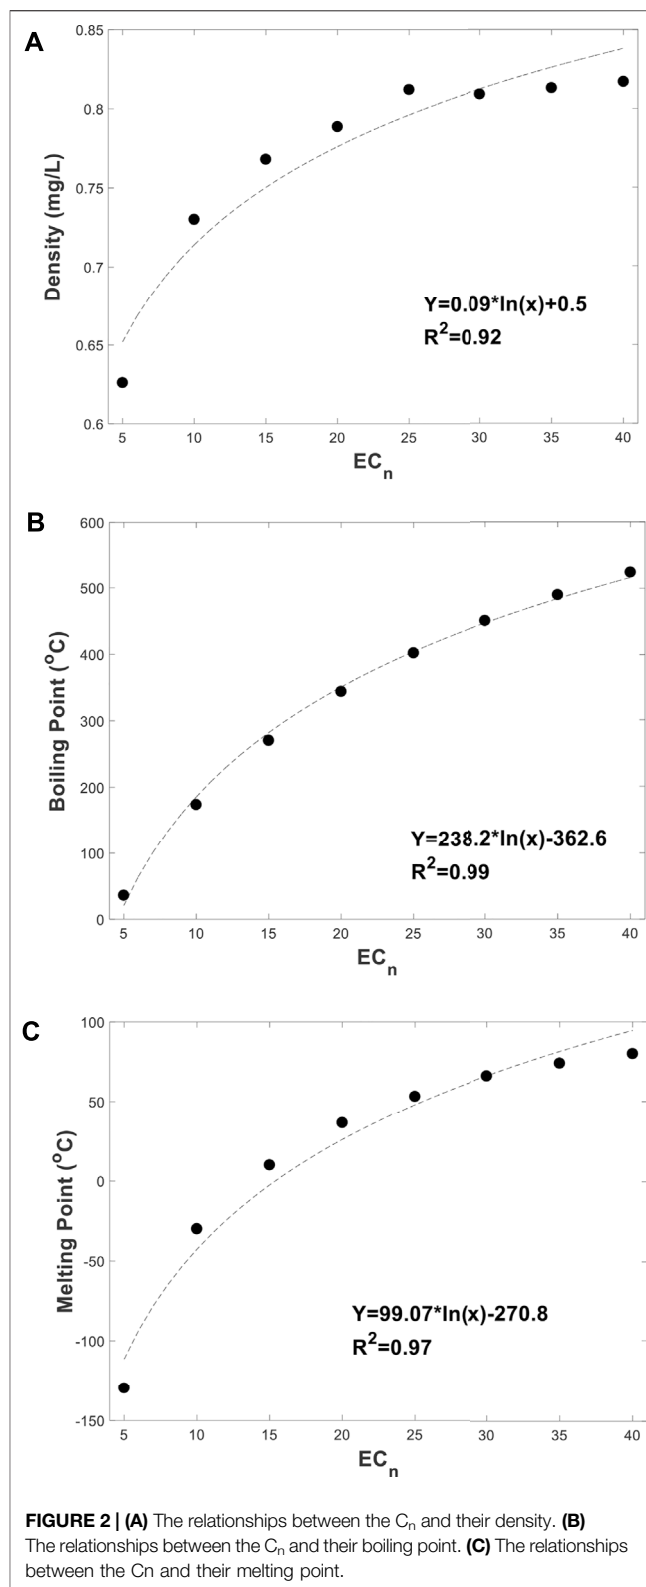 A
0.85
0.8
0.75
0.7
0.65
0.6
Density (mg/L)
Y=0.09*ln(x)+0.5
R²=0.92
5 10 15 20 25 30 35 40
ECₙ
B
600
500
400
300
200
100
0
Boiling Point (°C)
Y=238.2*ln(x)-362.6
R²=0.99
5 10 15 20 25 30 35 40
ECₙ
C
100
50
0
-50
-100
-150
Melting Point (°C)
Y=99.07*ln(x)-270.8
R²=0.97
5 10 15 20 25 30 35 40
ECₙ
FIGURE 2 | (A) The relationships between the Cₙ and their density. (B)
The relationships between the Cₙ and their boiling point. (C) The relationships
between the Cn and their melting point.